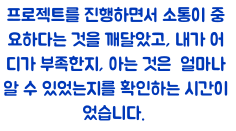 프로젝트를 진행하면서 소통이 중
요하다는 것을 깨달았고, 내가 어
디가 부족한지, 아는 것은 얼마나
알 수 있었는지를 확인하는 시간이
었습니다.